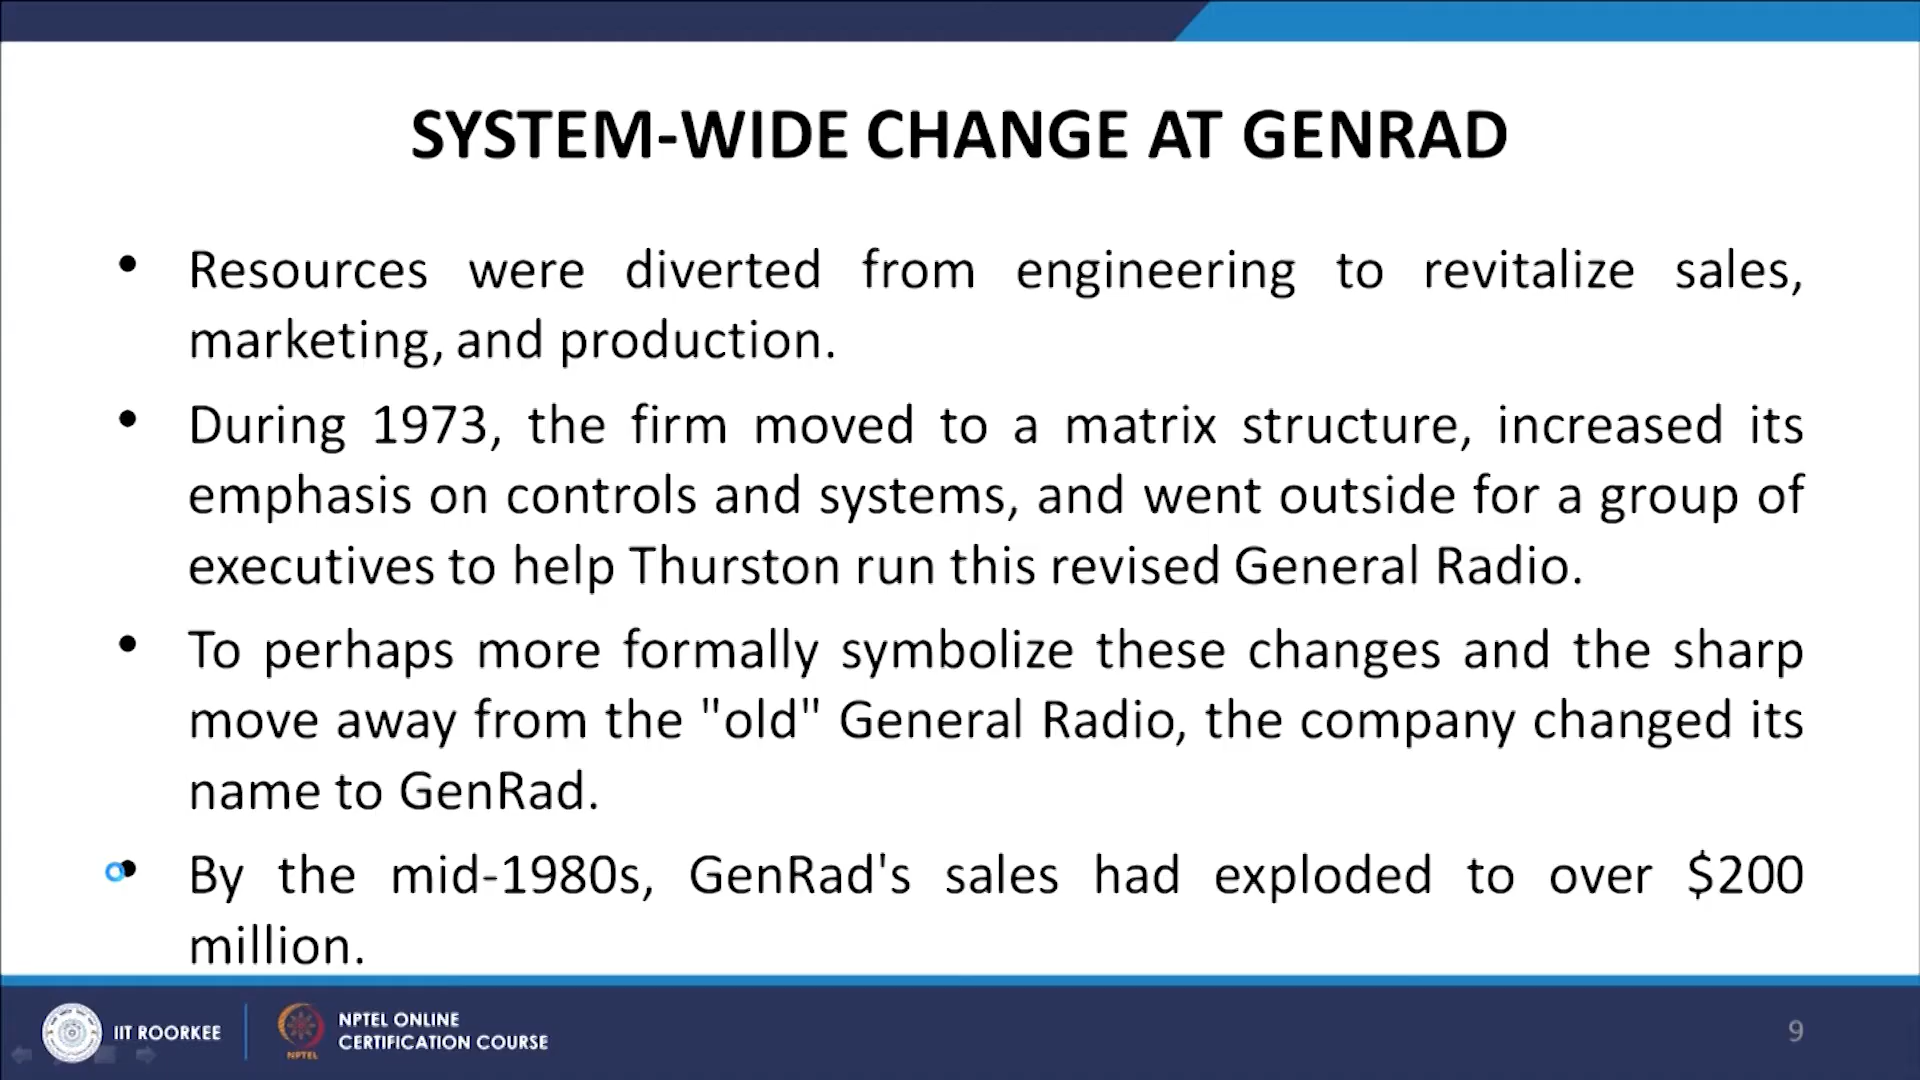 SYSTEM-WIDE CHANGE AT GENRAD
• Resources were diverted from engineering to revitalize sales,
marketing, and production.
• During 1973, the firm moved to a matrix structure, increased its
emphasis on controls and systems, and went outside for a group of
executives to help Thurston run this revised General Radio.
• To perhaps more formally symbolize these changes and the sharp
move away from the "old" General Radio, the company changed its
name to GenRad.
• By the mid-1980s, GenRad's sales had exploded to over $200
million.
IIT ROORKEE
NPTEL
NPTEL ONLINE
CERTIFICATION COURSE
9